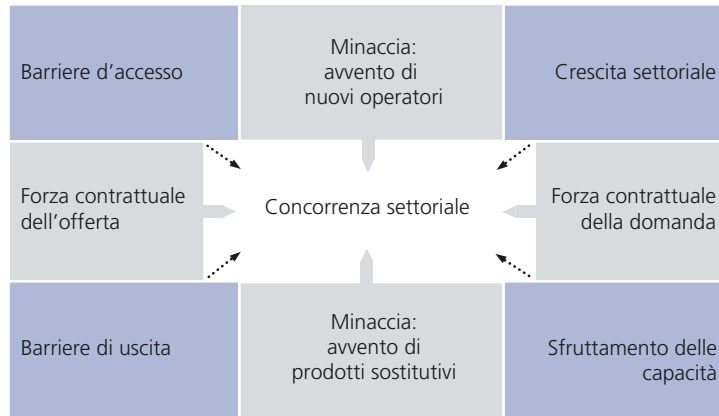 Barriere d’accesso
Minaccia:
avvento di
nuovi operatori
Crescita settoriale
Forza contrattuale
dell’offerta
Concorrenza settoriale
Forza contrattuale
della domanda
Barriere di uscita
Minaccia:
avvento di
prodotti sostitutivi
Sfruttamento delle
capacità